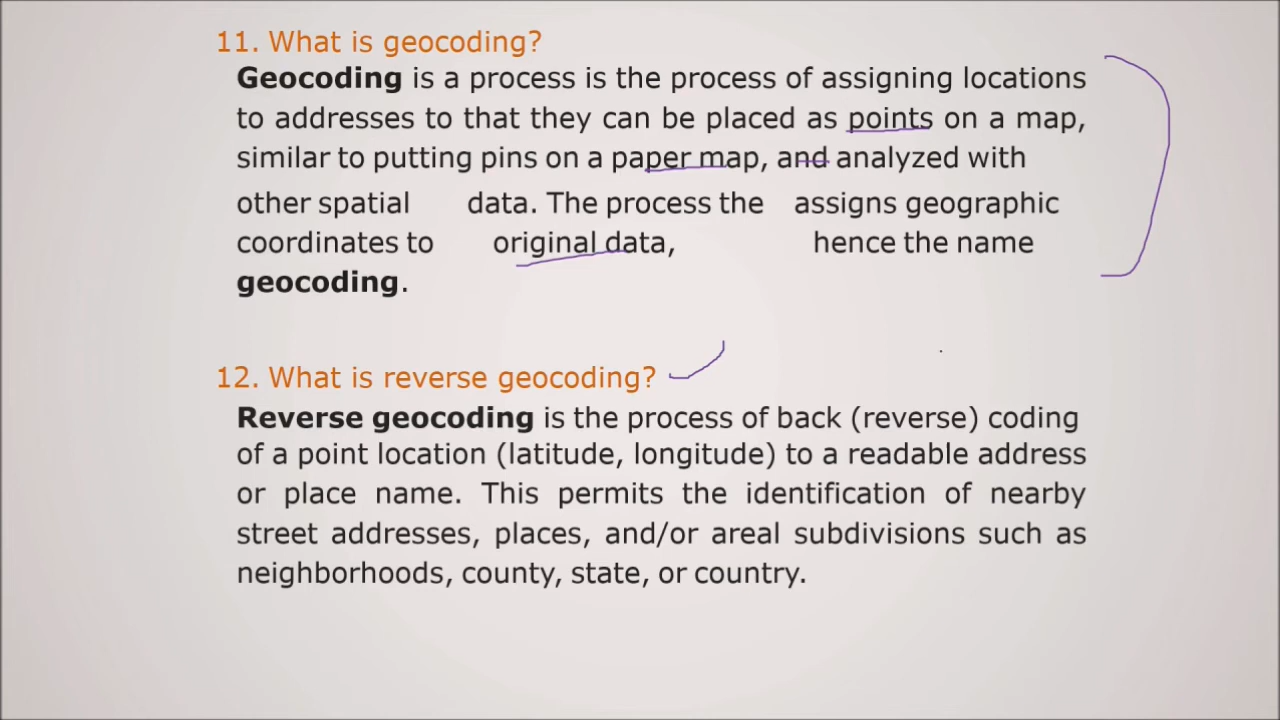 11. What is geocoding?
Geocoding is a process is the process of assigning locations
to addresses to that they can be placed as points on a map,
similar to putting pins on a paper map, and analyzed with
other spatial data. The process the assigns geographic
coordinates to original data, hence the name
geocoding.
12. What is reverse geocoding?
Reverse geocoding is the process of back (reverse) coding
of a point location (latitude, longitude) to a readable address
or place name. This permits the identification of nearby
street addresses, places, and/or areal subdivisions such as
neighborhoods, county, state, or country.